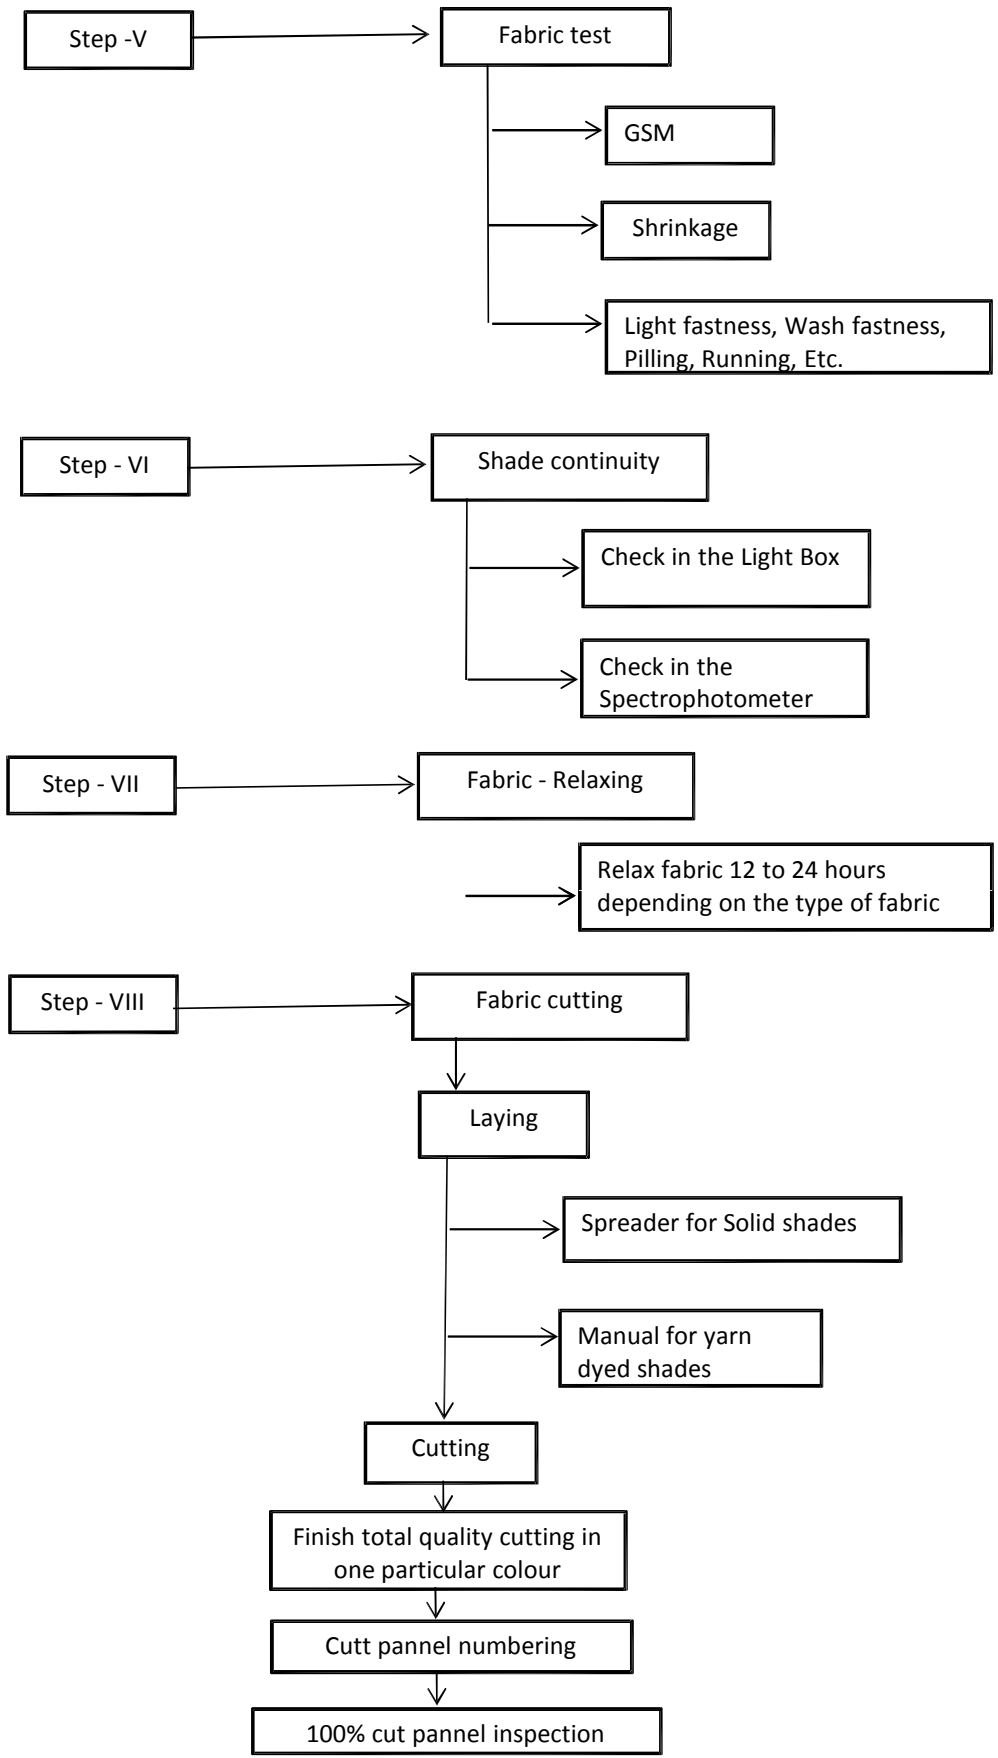 Step -V
Fabric test
GSM
Shrinkage
Light fastness, Wash fastness,
Pilling, Running, Etc.
Step - VI
Shade continuity
Check in the Light Box
Check in the
Spectrophotometer
Step - VII
Fabric - Relaxing
Relax fabric 12 to 24 hours
depending on the type of fabric
Step - VIII
Fabric cutting
Laying
Spreader for Solid shades
Manual for yarn
dyed shades
Cutting
Finish total quality cutting in
one particular colour
Cutt pannel numbering
100% cut pannel inspection